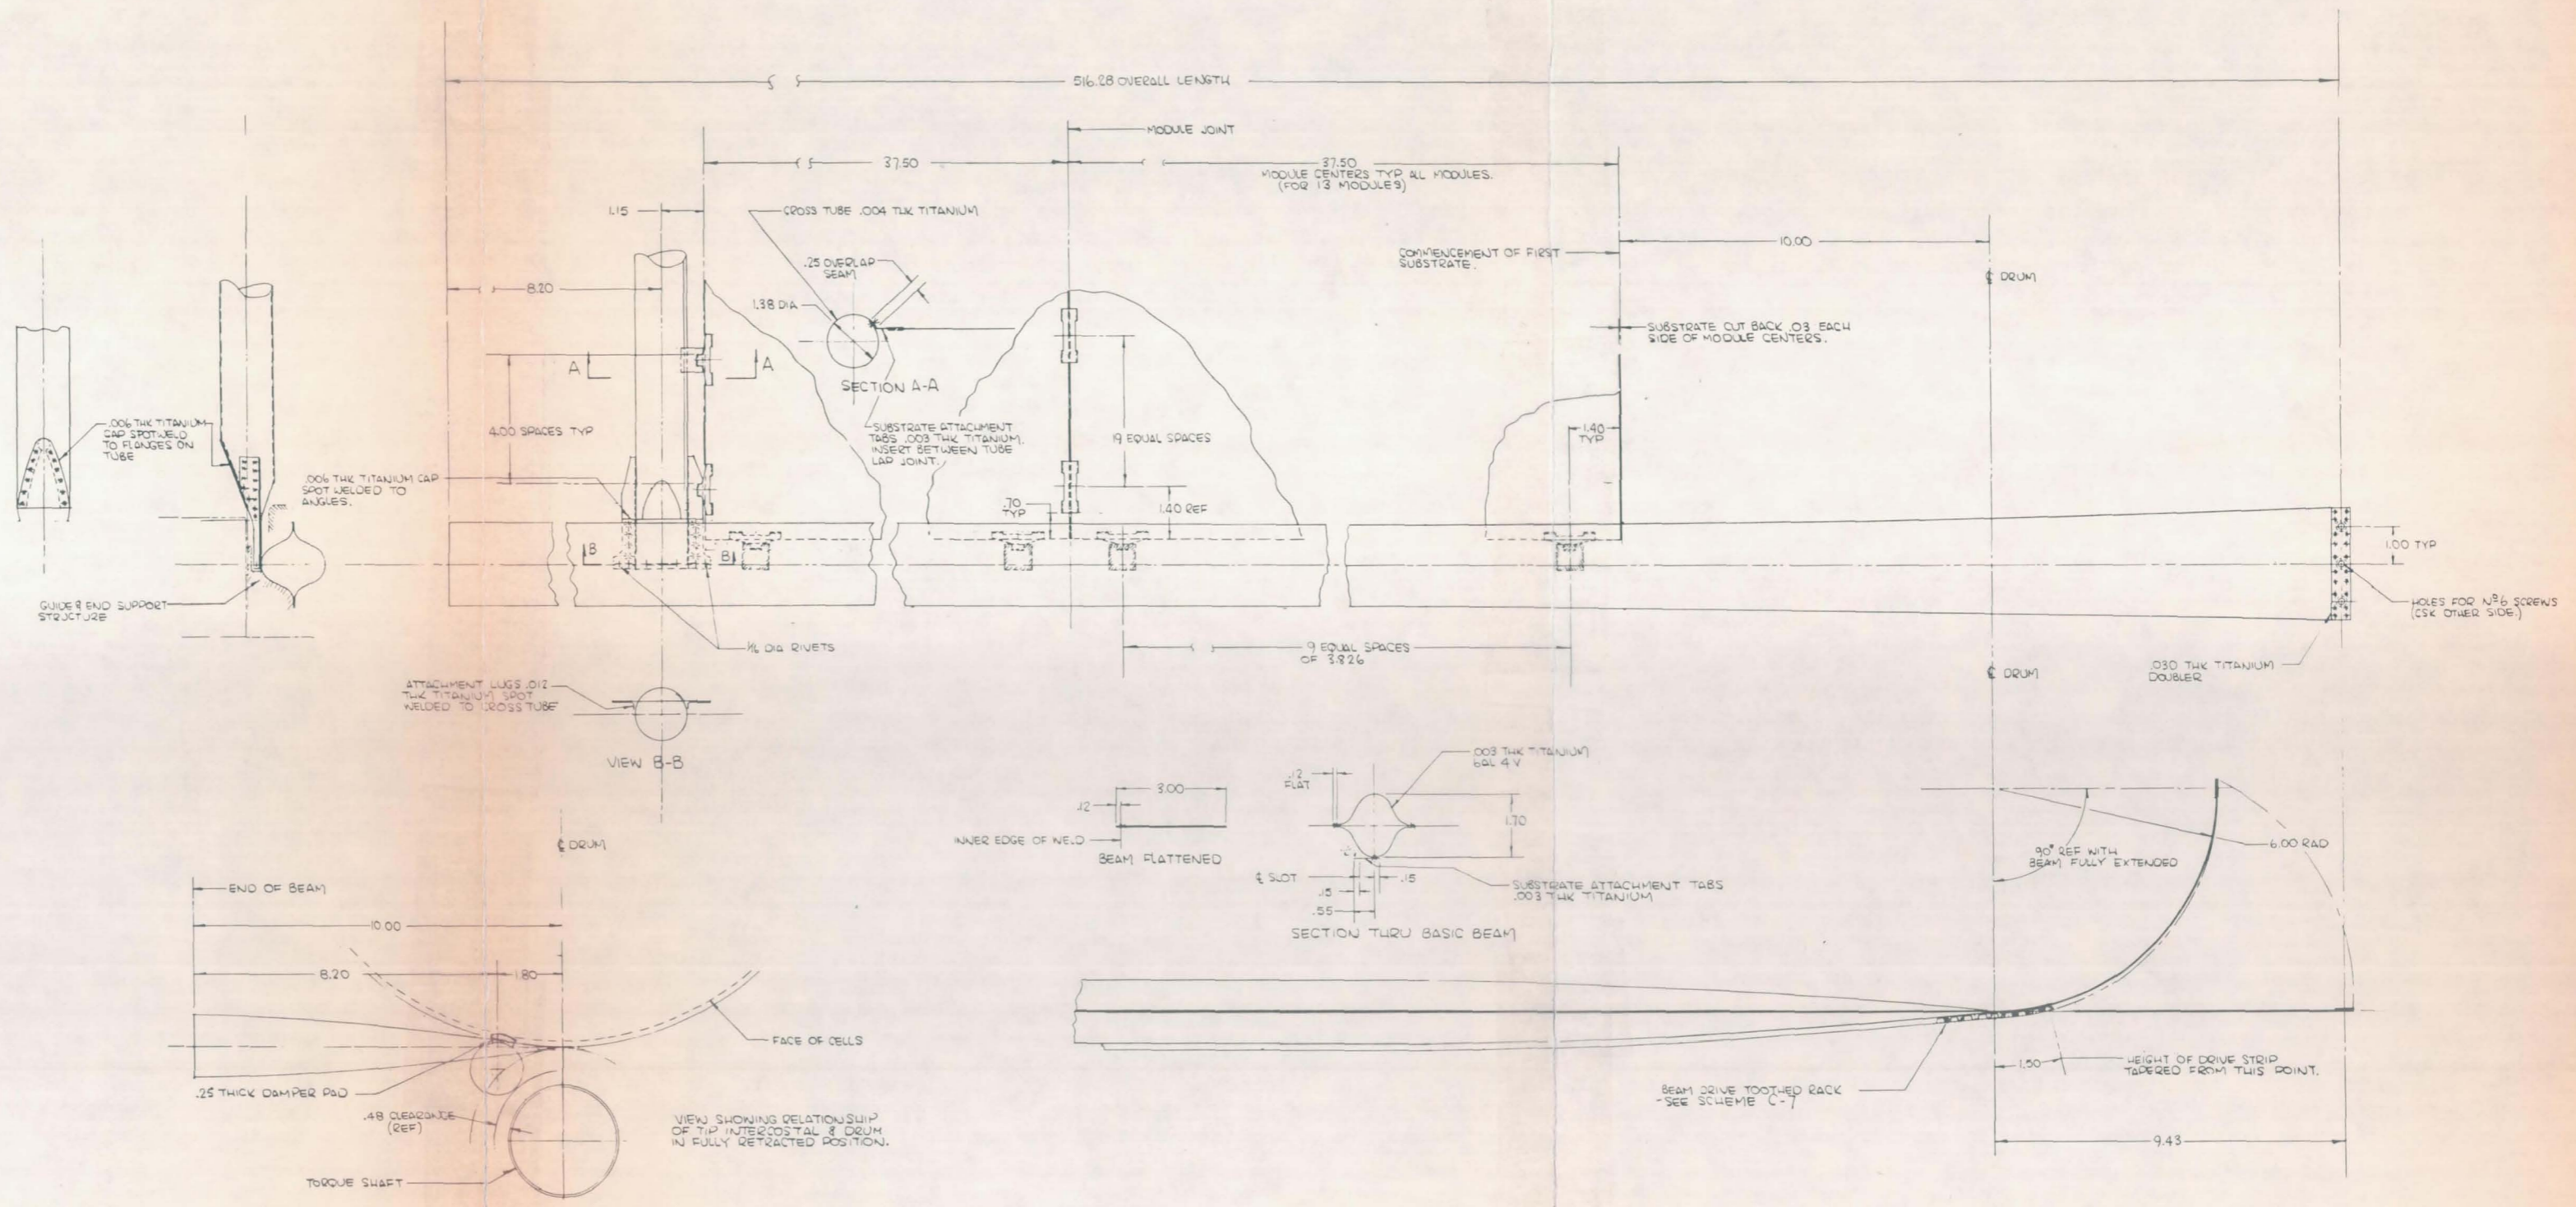 516.28 OVERALL LENGTH
MODULE JOINT
37.50
37.50
MODULE CENTERS TYP ALL MODULES.
(FOR 13 MODULES)
1.15
CROSS TUBE .004 THK TITANIUM
COMMENCEMENT OF FIRST
SUBSTRATE.
10.00
℄ DRUM
.25 OVERLAP
SEAM
8.20
1.38 DIA
SUBSTRATE CUT BACK .03 EACH
SIDE OF MODULE CENTERS.
A
A
SECTION A-A
.006 THK TITANIUM
CAP SPOTWELD
TO FLANGES ON
TUBE
4.00 SPACES TYP
SUBSTRATE ATTACHMENT
TABS .003 THK TITANIUM.
INSERT BETWEEN TUBE
LAP JOINT.
19 EQUAL SPACES
1.40
TYP
.006 THK TITANIUM CAP
SPOT WELDED TO
ANGLES.
.70
TYP
1.40 REF
B
B
1.00 TYP
GUIDE & END SUPPORT
STRUCTURE
HOLES FOR Nº6 SCREWS
(CSK OTHER SIDE.)
1/16 DIA RIVETS
9 EQUAL SPACES
OF 3.826
.030 THK TITANIUM
DOUBLER
℄ DRUM
ATTACHMENT LUGS .012
THK TITANIUM SPOT
WELDED TO CROSS TUBE
VIEW B-B
.003 THK TITANIUM
6AL 4V
.12
FLAT
3.00
.12
1.70
INNER EDGE OF WELD
BEAM FLATTENED
℄ SLOT
.15
.15
.55
SUBSTRATE ATTACHMENT TABS
.003 THK TITANIUM
SECTION THRU BASIC BEAM
90° REF WITH
BEAM FULLY EXTENDED
6.00 RAD
℄ DRUM
END OF BEAM
10.00
8.20
1.80
FACE OF CELLS
.25 THICK DAMPER PAD
.48 CLEARANCE
(REF)
VIEW SHOWING RELATIONSHIP
OF TIP INTERCOSTAL & DRUM
IN FULLY RETRACTED POSITION.
TORQUE SHAFT
BEAM DRIVE TOOTHED RACK
-SEE SCHEME C-7
1.50
HEIGHT OF DRIVE STRIP
TAPERED FROM THIS POINT.
9.43